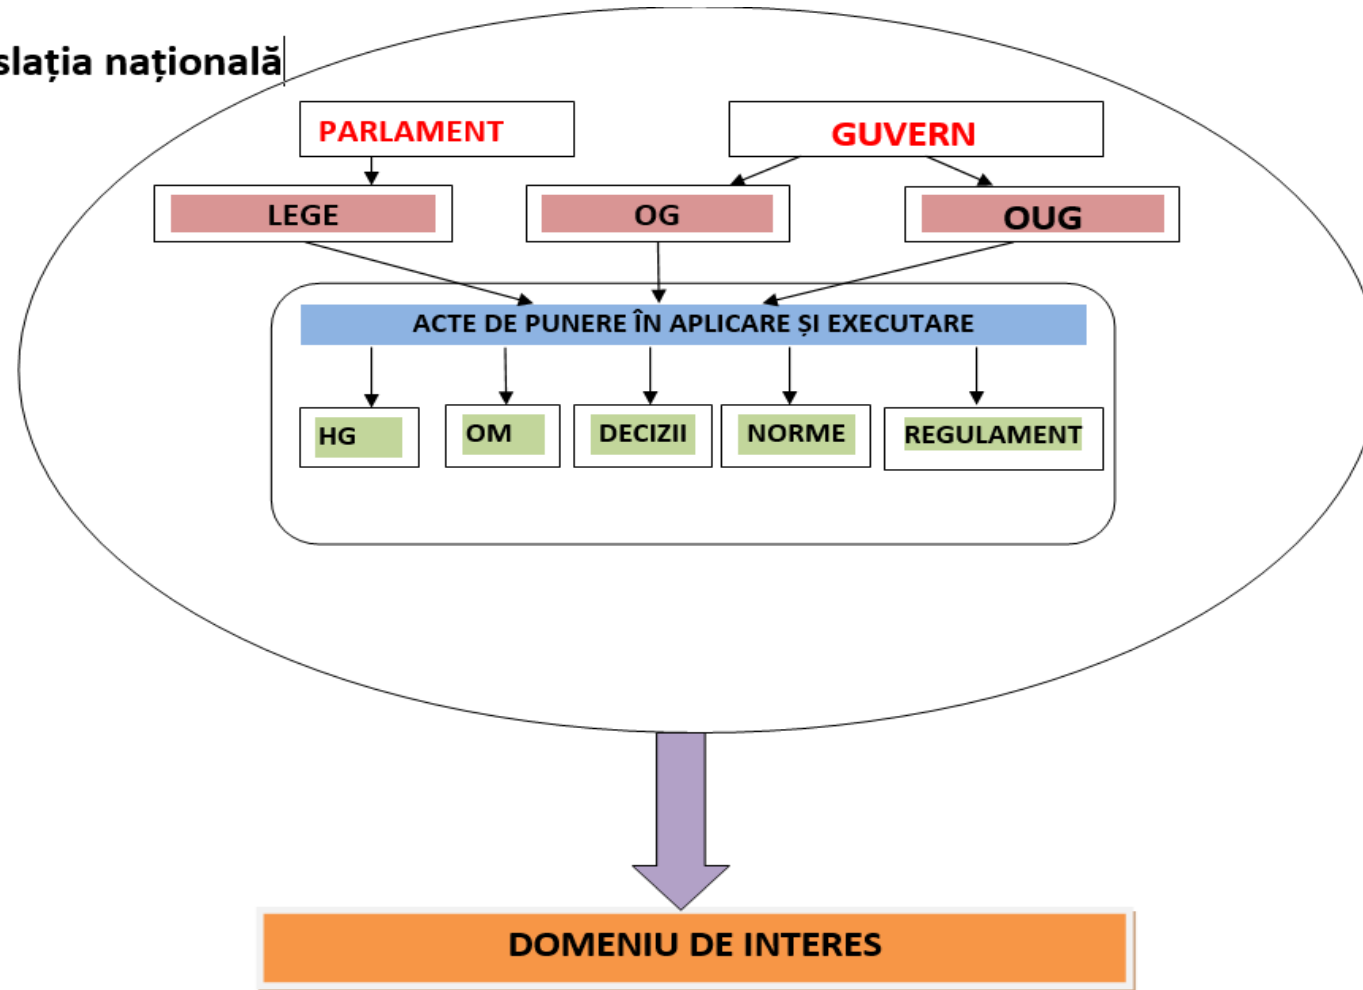 slația națională
PARLAMENT
GUVERN
LEGE
OG
OUG
ACTE DE PUNERE ÎN APLICARE ȘI EXECUTARE
HG
OM
DECIZII
NORME
REGULAMENT
DOMENIU DE INTERES